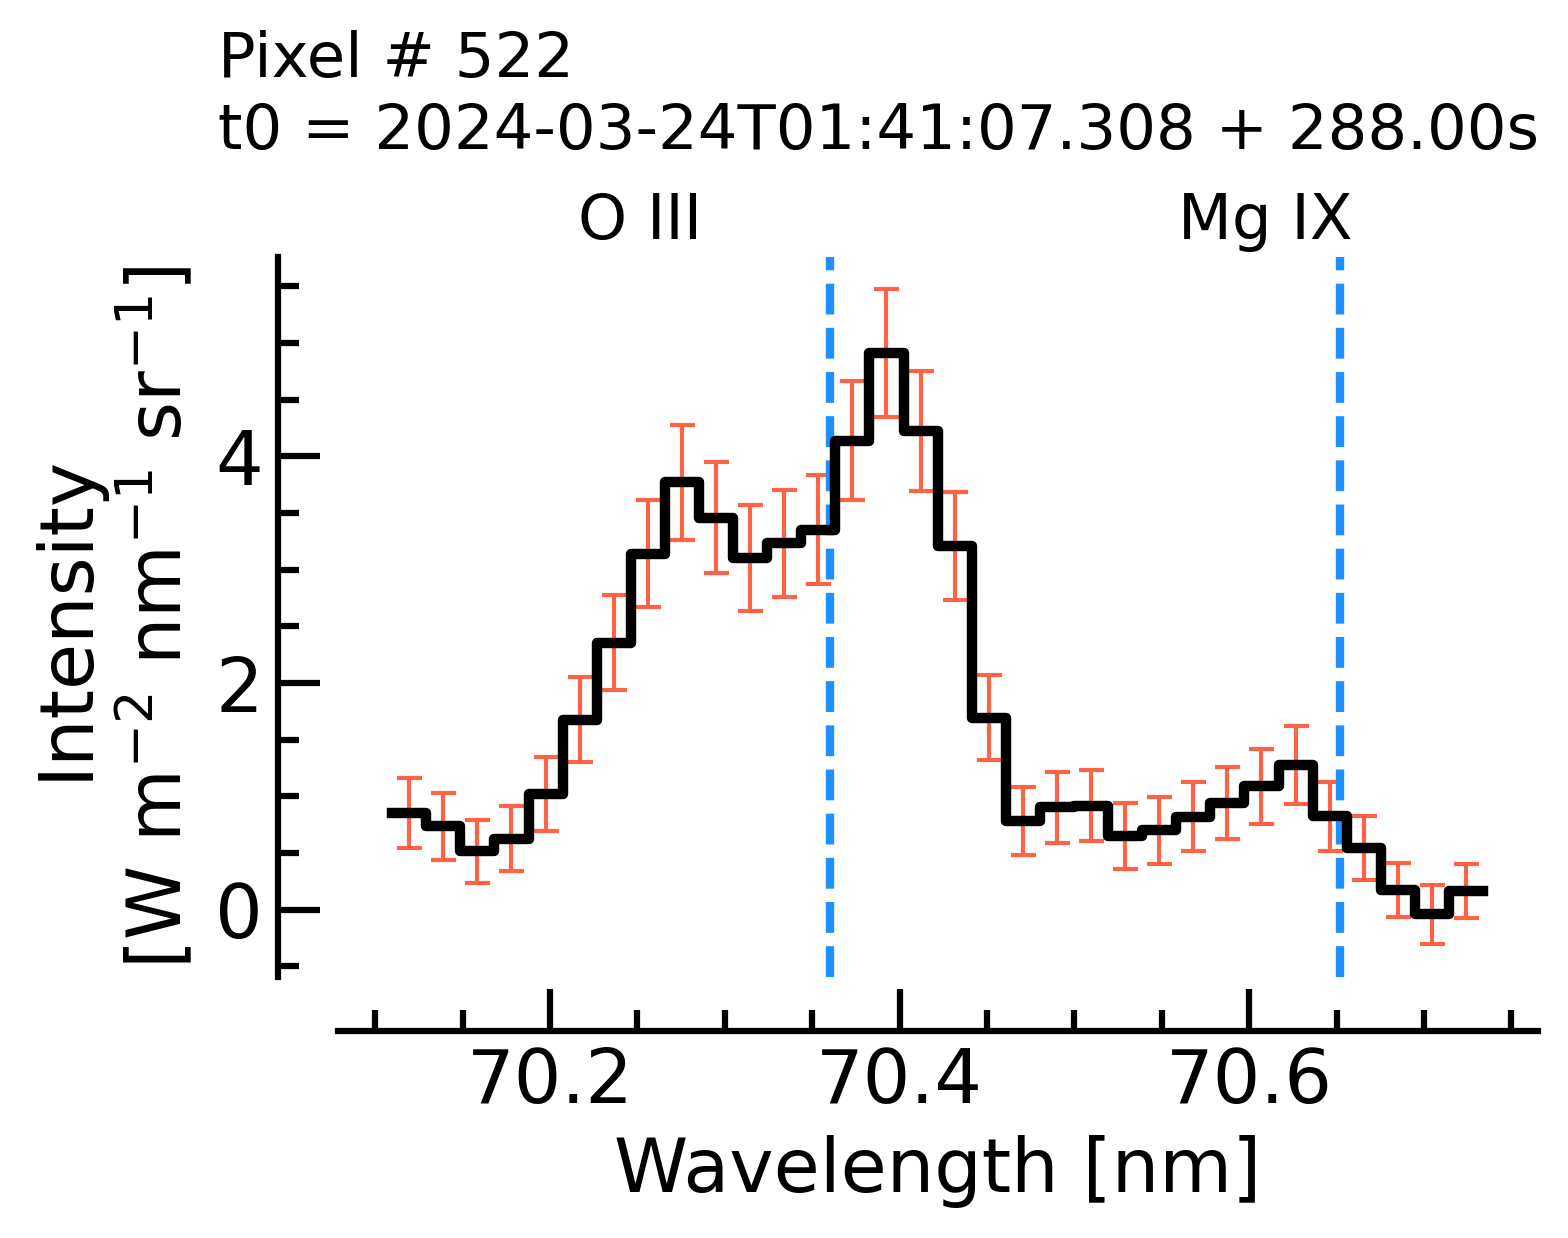 Pixel # 522
t0 = 2024-03-24T01:41:07.308 + 288.00s
O III Mg IX
Intensity
[W m⁻² nm⁻¹ sr⁻¹]
4
2
0
70.2 70.4 70.6
Wavelength [nm]